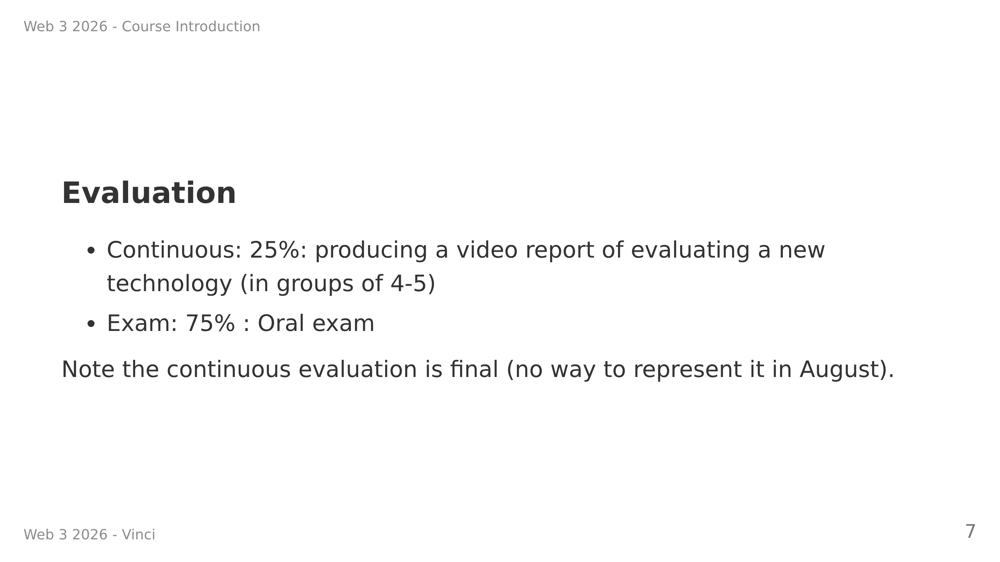 Web 3 2026 - Course Introduction
Evaluation
• Continuous: 25%: producing a video report of evaluating a new
technology (in groups of 4-5)
• Exam: 75% : Oral exam
Note the continuous evaluation is final (no way to represent it in August).
Web 3 2026 - Vinci
7